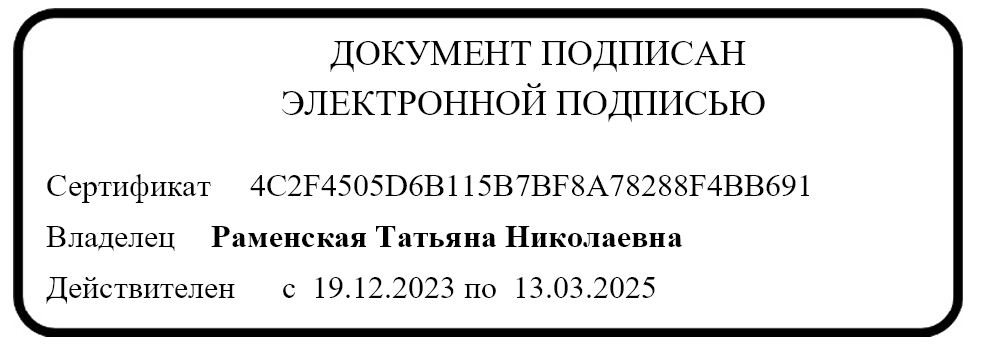 ДОКУМЕНТ ПОДПИСАН
ЭЛЕКТРОННОЙ ПОДПИСЬЮ
Сертификат 4C2F4505D6B115B7BF8A78288F4BB691
Владелец Раменская Татьяна Николаевна
Действителен с 19.12.2023 по 13.03.2025